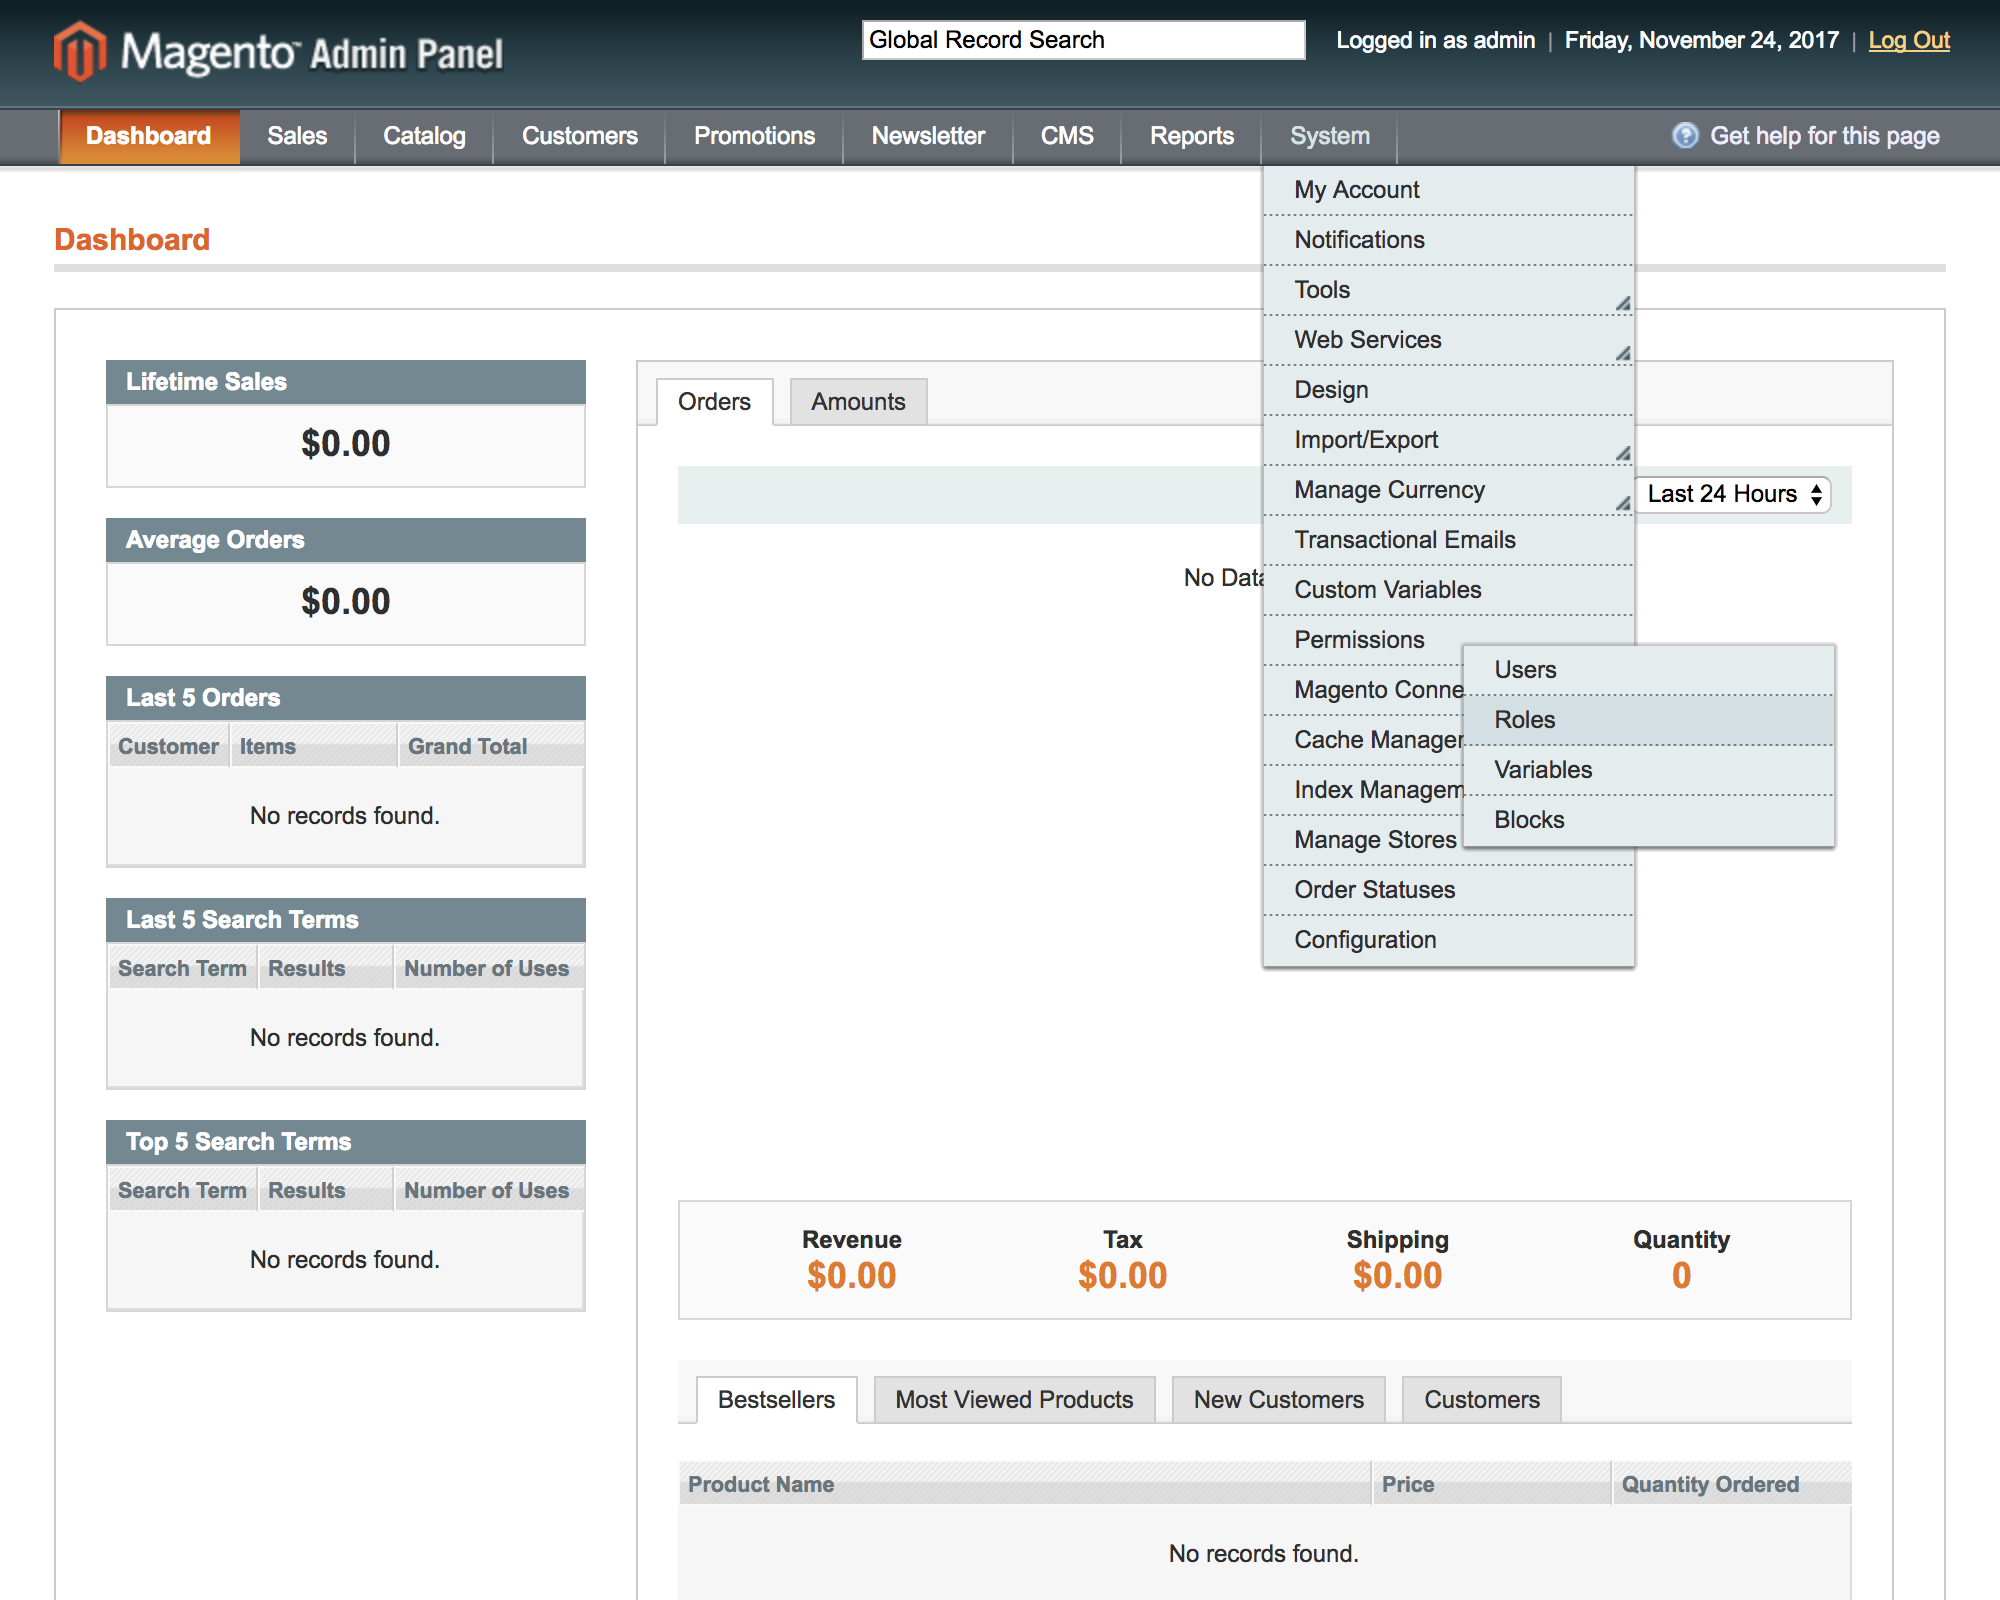 Magento™ Admin Panel
Global Record Search
Logged in as admin | Friday, November 24, 2017 | Log Out
Dashboard Sales Catalog Customers Promotions Newsletter CMS Reports System
Get help for this page
Dashboard
My Account
Notifications
Tools
Web Services
Design
Import/Export
Manage Currency
Transactional Emails
Custom Variables
Permissions
Magento Conne
Cache Manager
Index Managem
Manage Stores
Order Statuses
Configuration
Users
Roles
Variables
Blocks
Lifetime Sales
$0.00
Average Orders
$0.00
Last 5 Orders
Customer Items Grand Total
No records found.
Last 5 Search Terms
Search Term Results Number of Uses
No records found.
Top 5 Search Terms
Search Term Results Number of Uses
No records found.
Orders Amounts
Last 24 Hours
No Data
Revenue Tax Shipping Quantity
$0.00 $0.00 $0.00 0
Bestsellers Most Viewed Products New Customers Customers
Product Name Price Quantity Ordered
No records found.